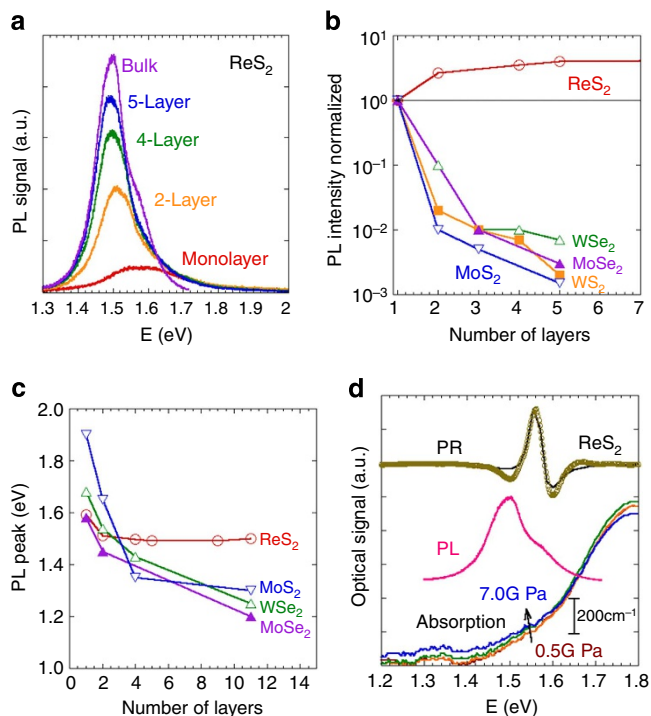 a
ReS₂
Bulk
5-Layer
4-Layer
2-Layer
Monolayer
PL signal (a.u.)
1.3 1.4 1.5 1.6 1.7 1.8 1.9 2
E (eV)
b
10¹
10⁰
10⁻¹
10⁻²
10⁻³
PL intensity normalized
ReS₂
WSe₂
MoSe₂
WS₂
MoS₂
1 2 3 4 5 6 7
Number of layers
c
2.0
1.8
1.6
1.4
1.2
1.0
PL peak (eV)
ReS₂
MoS₂
WSe₂
MoSe₂
0 2 4 6 8 10 12 14
Number of layers
d
PR
ReS₂
PL
7.0G Pa
Absorption
200cm⁻¹
0.5G Pa
Optical signal (a.u.)
1.2 1.3 1.4 1.5 1.6 1.7 1.8
E (eV)